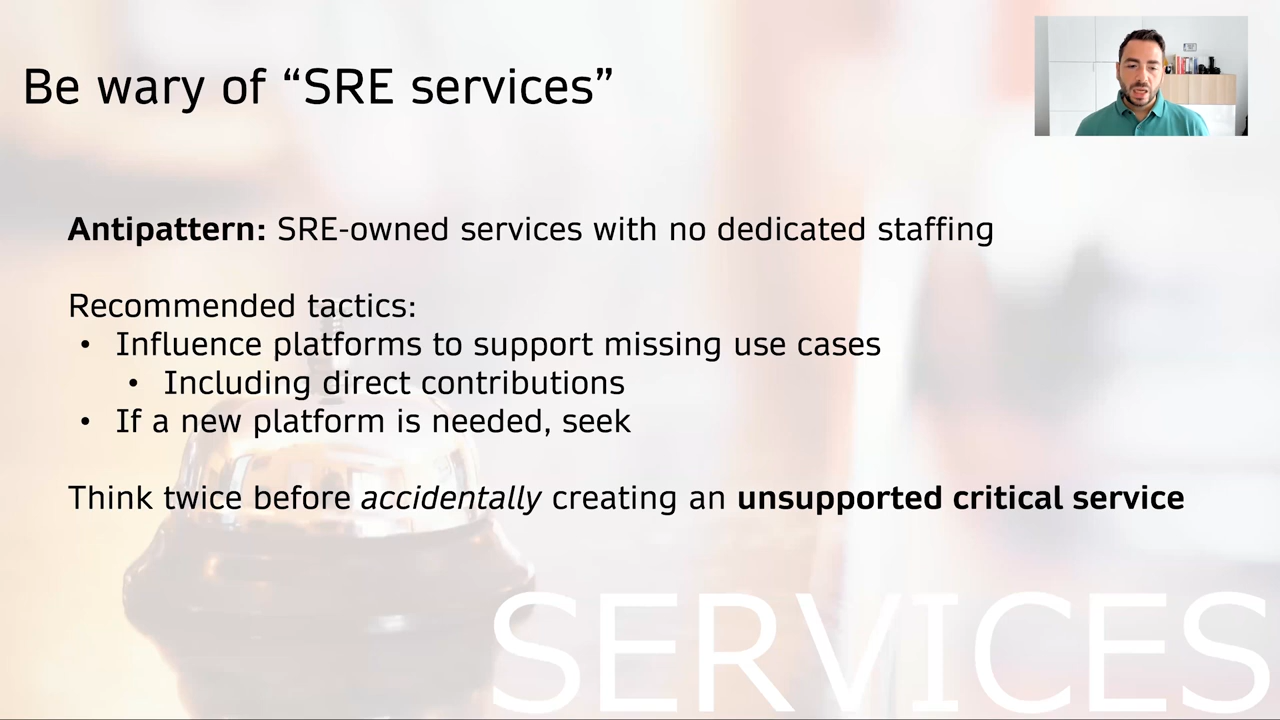 Be wary of “SRE services”
Antipattern: SRE-owned services with no dedicated staffing
Recommended tactics:
• Influence platforms to support missing use cases
• Including direct contributions
• If a new platform is needed, seek
Think twice before accidentally creating an unsupported critical service
SERVICES